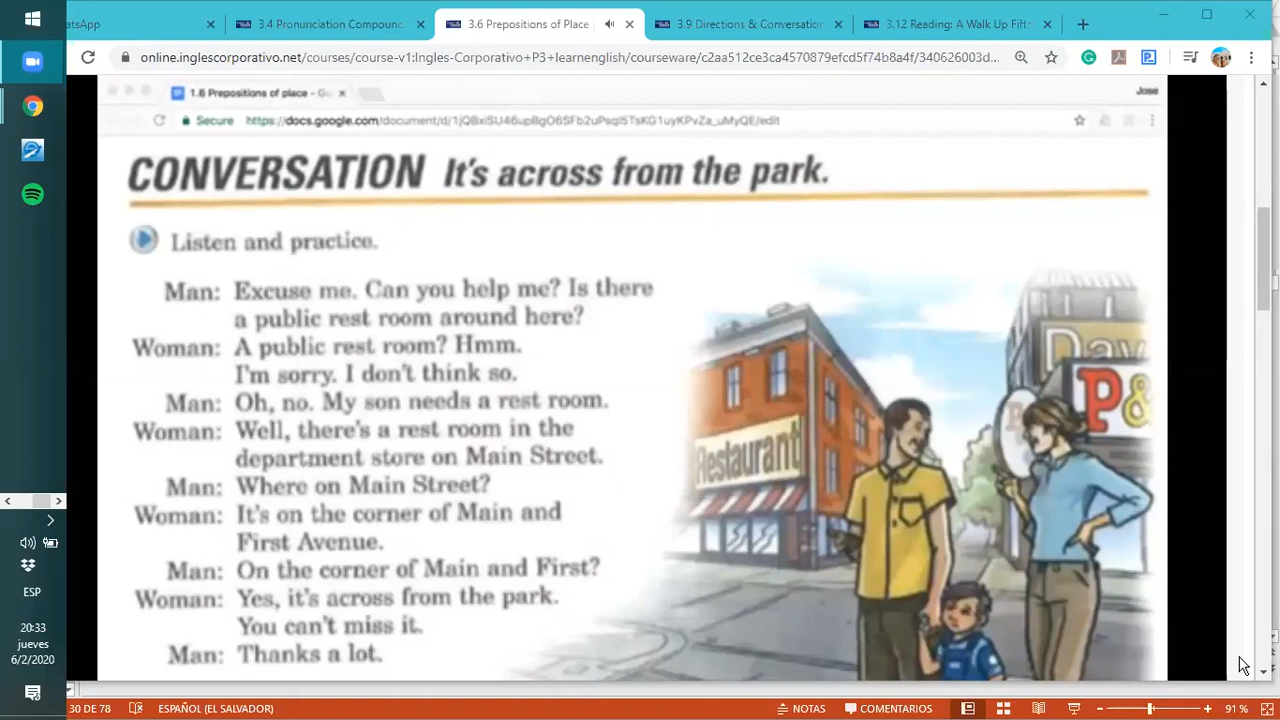 atsApp
3.4 Pronunciation Compound
3.6 Prepositions of Place
3.9 Directions & Conversation
3.12 Reading: A Walk Up Fift
online.inglescorporativo.net/courses/course-v1:Ingles_Corporativo+P3+learnenglish/courseware/c2aa512ce3ca4570879efcd5f74b8a4f/340626003d...
1.6 Prepositions of place - Go
Jose
Secure
CONVERSATION It's across from the park.
Listen and practice.
Man: Excuse me. Can you help me? Is there
a public rest room around here?
Woman: A public rest room? Hmm.
I'm sorry. I don't think so.
Man: Oh, no. My son needs a rest room.
Woman: Well, there's a rest room in the
department store on Main Street.
Man: Where on Main Street?
Woman: It's on the corner of Main and
First Avenue.
Man: On the corner of Main and First?
Woman: Yes, it's across from the park.
You can't miss it.
Man: Thanks a lot.
Restaurant
Dav
P&
P
ESP
20:33
jueves
6/2/2020
30 DE 78
ESPAÑOL (EL SALVADOR)
NOTAS
COMENTARIOS
91 %